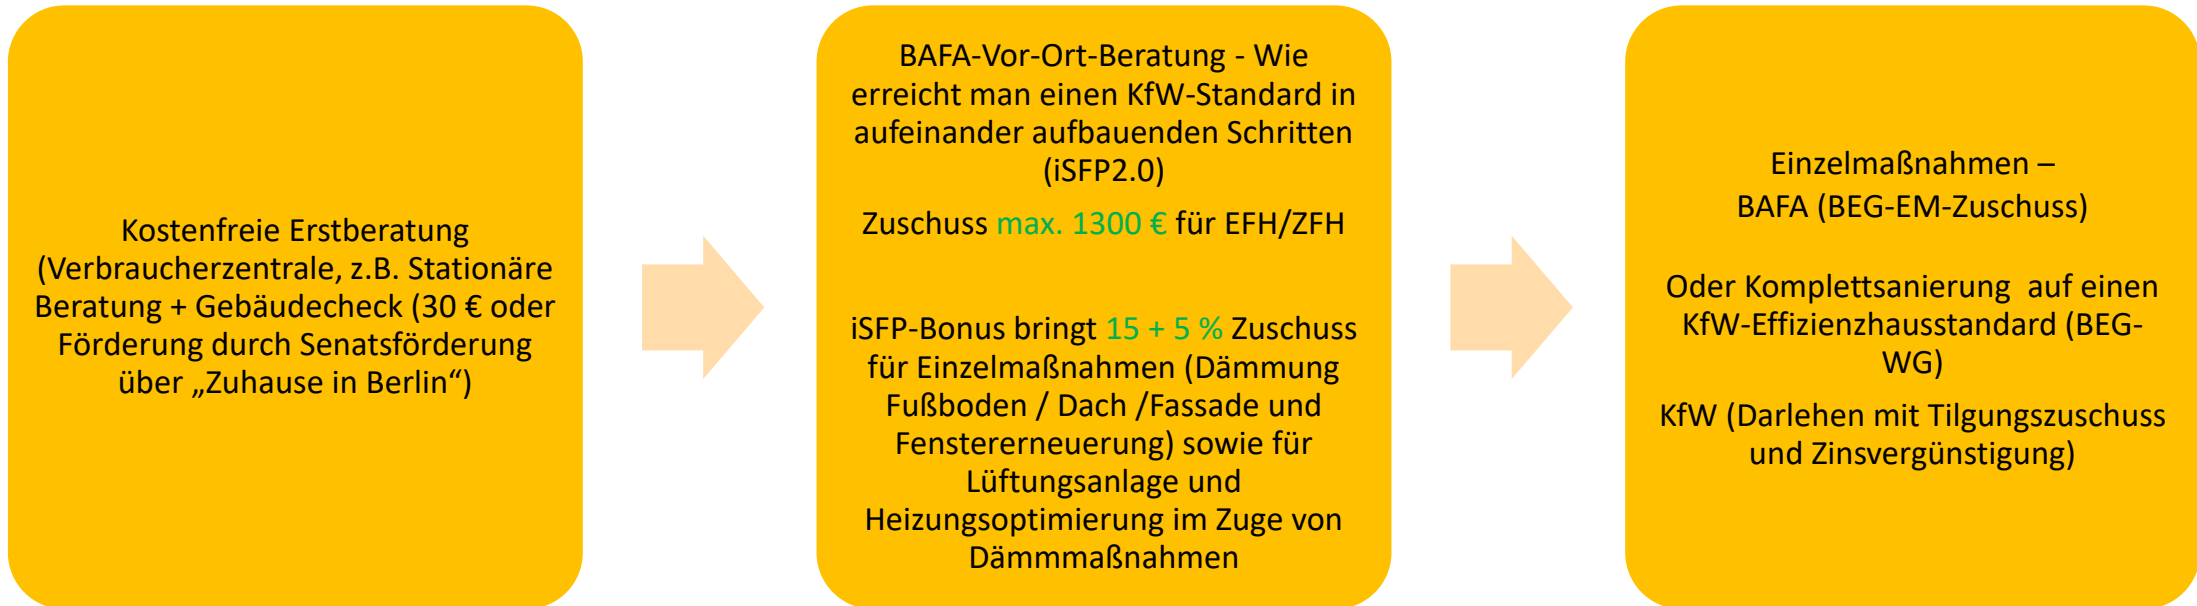 Kostenfreie Erstberatung
(Verbraucherzentrale, z.B. Stationäre
Beratung + Gebäudecheck (30 € oder
Förderung durch Senatsförderung
über „Zuhause in Berlin“)
BAFA-Vor-Ort-Beratung - Wie
erreicht man einen KfW-Standard in
aufeinander aufbauenden Schritten
(iSFP2.0)
Zuschuss max. 1300 € für EFH/ZFH
iSFP-Bonus bringt 15 + 5 % Zuschuss
für Einzelmaßnahmen (Dämmung
Fußboden / Dach /Fassade und
Fenstererneuerung) sowie für
Lüftungsanlage und
Heizungsoptimierung im Zuge von
Dämmmaßnahmen
Einzelmaßnahmen –
BAFA (BEG-EM-Zuschuss)
Oder Komplettsanierung  auf einen
KfW-Effizienzhausstandard (BEG-
WG)
KfW (Darlehen mit Tilgungszuschuss
und Zinsvergünstigung)